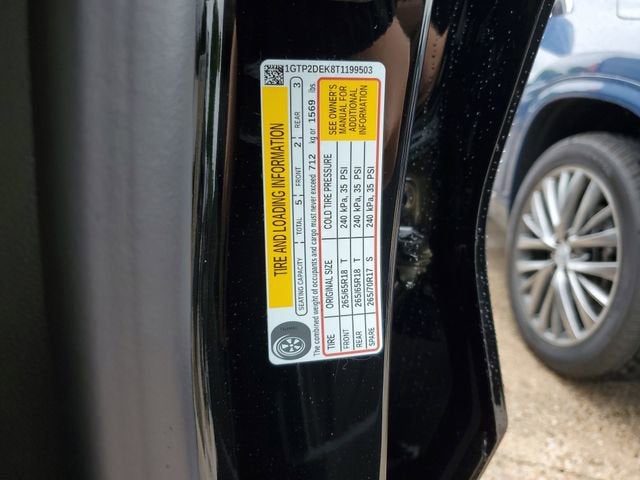 1GTP2DEK8T1199503
TIRE AND LOADING INFORMATION
SEATING CAPACITY TOTAL 5 FRONT 2 REAR 3
The combined weight of occupants and cargo must never exceed 712 kg or 1569 lbs
TIRE ORIGINAL SIZE COLD TIRE PRESSURE
FRONT 265/65R18 T 240 kPa, 35 PSI
REAR 265/65R18 T 240 kPa, 35 PSI
SPARE 265/70R17 S 240 kPa, 35 PSI
SEE OWNER'S
MANUAL FOR
ADDITIONAL
INFORMATION